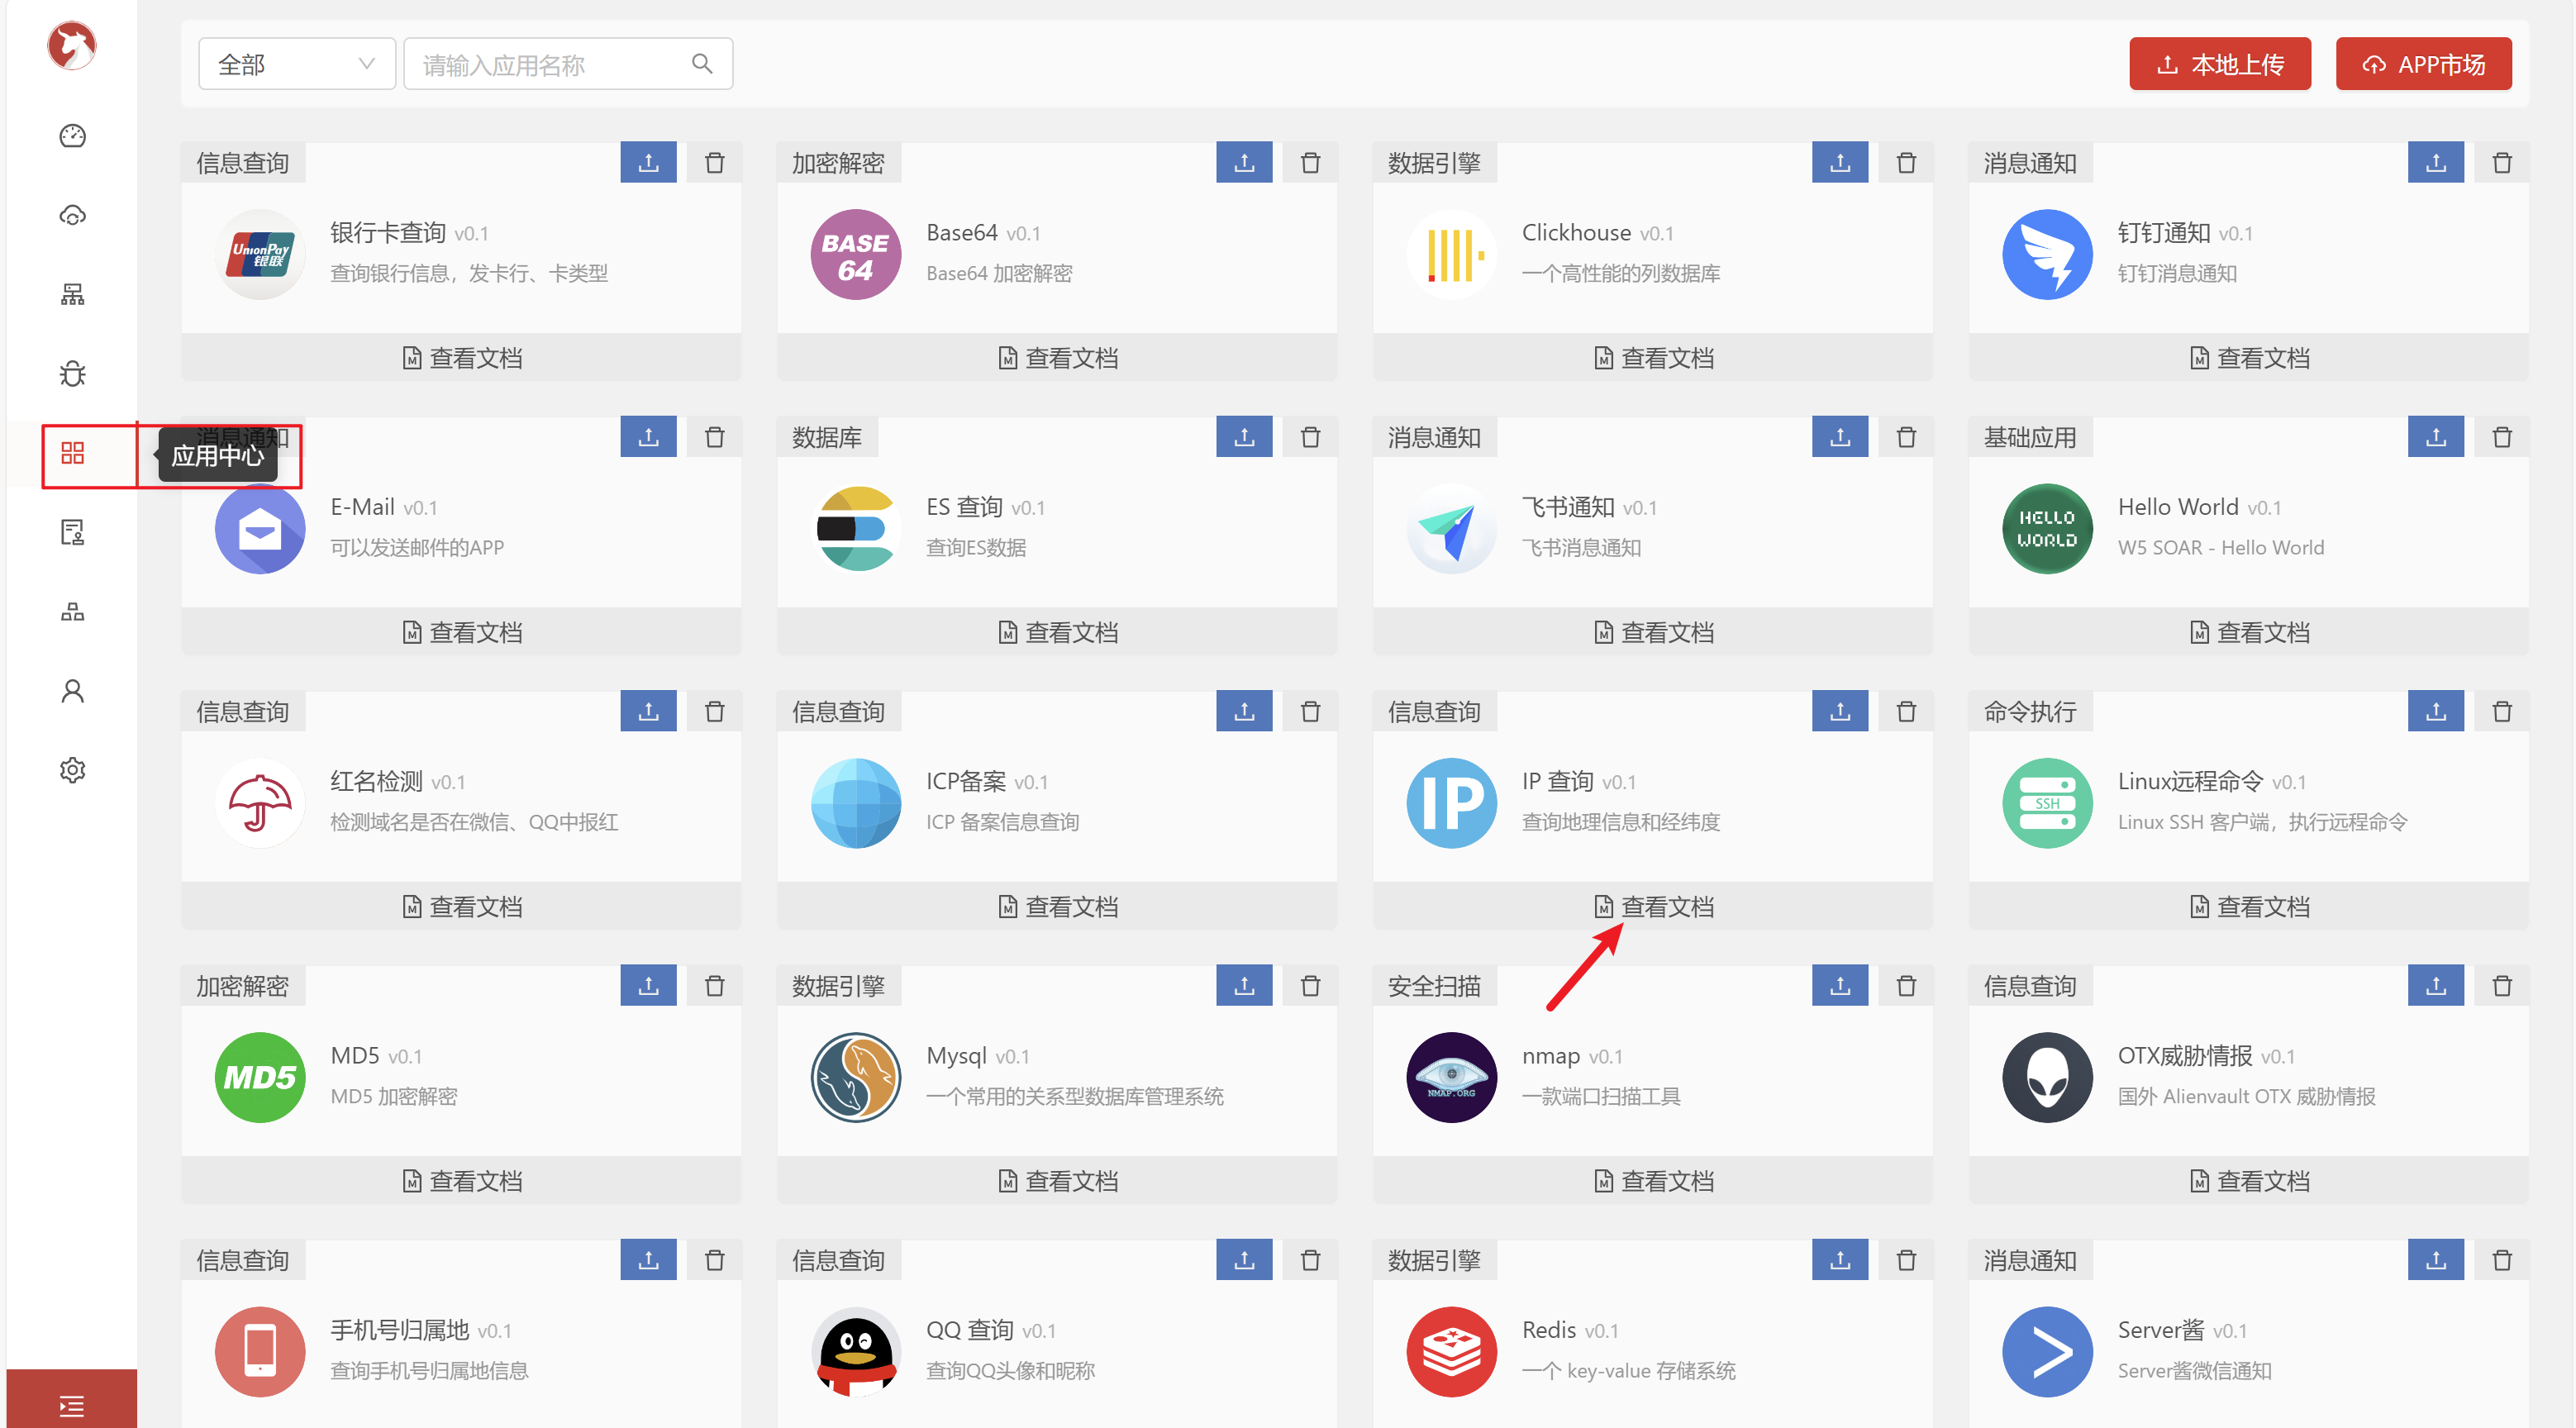 全部
请输入应用名称
本地上传
APP市场
信息查询
UnionPay
银联
银行卡查询 v0.1
查询银行信息，发卡行、卡类型
查看文档
加密解密
BASE
64
Base64 v0.1
Base64 加密解密
查看文档
数据引擎
Clickhouse v0.1
一个高性能的列数据库
查看文档
消息通知
钉钉通知 v0.1
钉钉消息通知
查看文档
消息通知
应用中心
E-Mail v0.1
可以发送邮件的APP
查看文档
数据库
ES 查询 v0.1
查询ES数据
查看文档
消息通知
飞书通知 v0.1
飞书消息通知
查看文档
基础应用
HELLO
WORLD
Hello World v0.1
W5 SOAR - Hello World
查看文档
信息查询
红名检测 v0.1
检测域名是否在微信、QQ中报红
查看文档
信息查询
ICP备案 v0.1
ICP 备案信息查询
查看文档
信息查询
IP
IP 查询 v0.1
查询地理信息和经纬度
查看文档
命令执行
SSH
Linux远程命令 v0.1
Linux SSH 客户端，执行远程命令
查看文档
加密解密
MD5
MD5 v0.1
MD5 加密解密
查看文档
数据引擎
Mysql v0.1
一个常用的关系型数据库管理系统
查看文档
安全扫描
NMAP.ORG
nmap v0.1
一款端口扫描工具
查看文档
信息查询
OTX威胁情报 v0.1
国外 Alienvault OTX 威胁情报
查看文档
信息查询
手机号归属地 v0.1
查询手机号归属地信息
信息查询
QQ 查询 v0.1
查询QQ头像和昵称
数据引擎
Redis v0.1
一个 key-value 存储系统
消息通知
Server酱 v0.1
Server酱微信通知